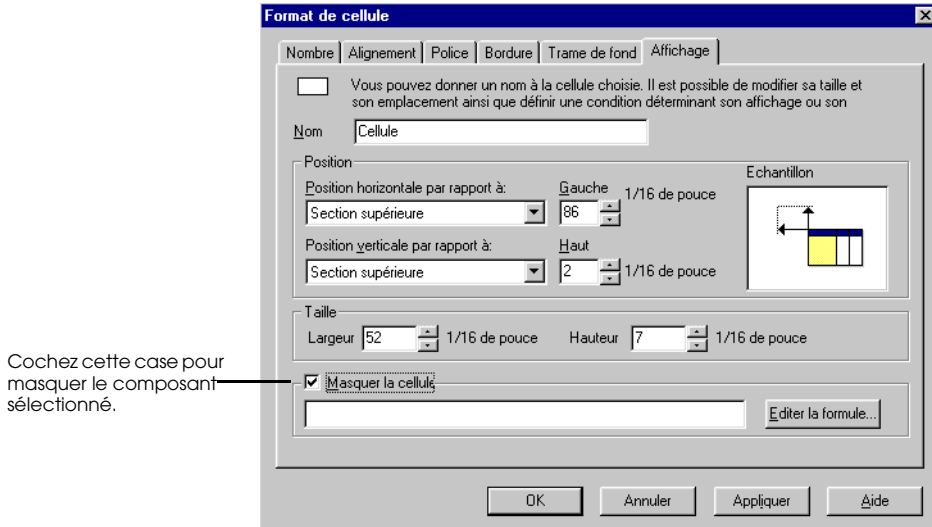 Format de cellule
Nombre Alignement Police Bordure Trame de fond Affichage
Vous pouvez donner un nom à la cellule choisie. Il est possible de modifier sa taille et
son emplacement ainsi que définir une condition déterminant son affichage ou son
Nom Cellule
Position
Echantillon
Position horizontale par rapport à: Gauche
Section supérieure 86 1/16 de pouce
Position verticale par rapport à: Haut
Section supérieure 2 1/16 de pouce
Taille
Largeur 52 1/16 de pouce Hauteur 7 1/16 de pouce
Cochez cette case pour
masquer le composant
sélectionné.
Masquer la cellule
Editer la formule...
OK Annuler Appliquer Aide